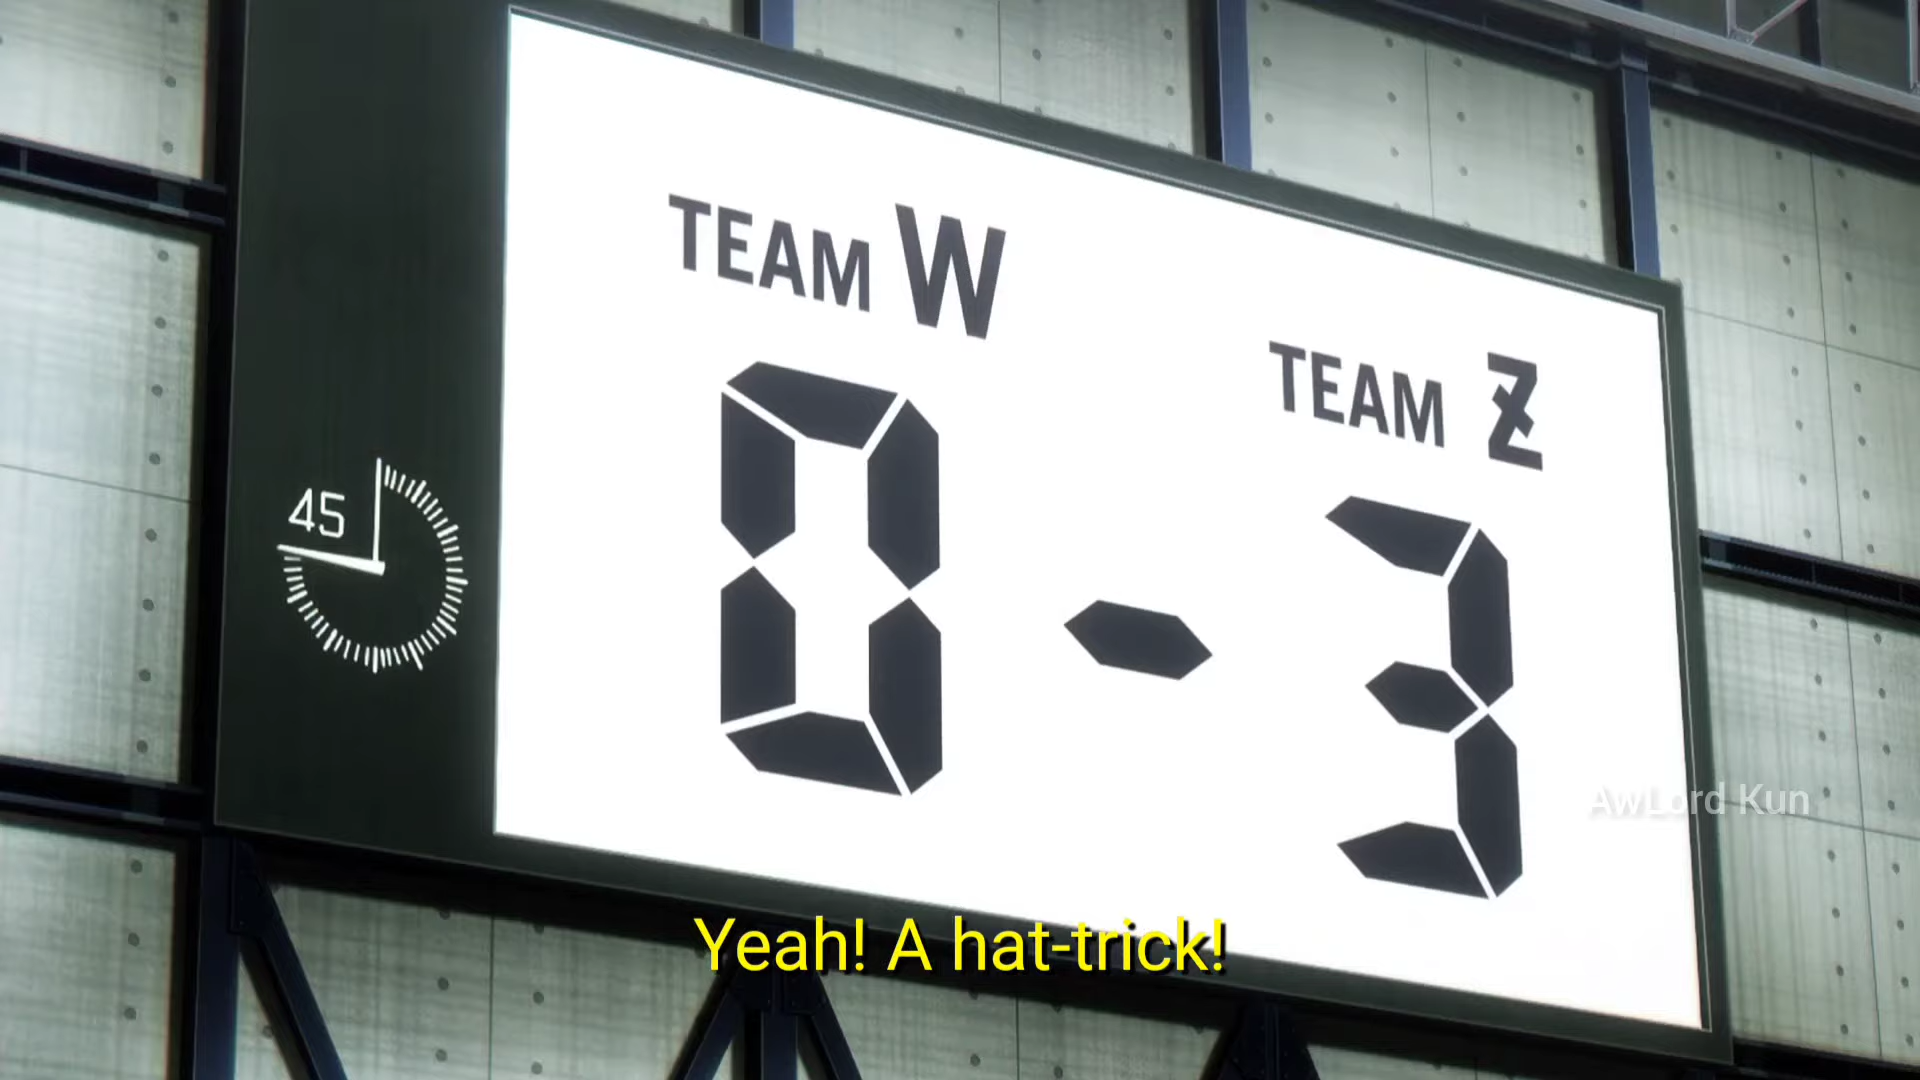 TEAM W
TEAM Z
0 - 3
45
AwLord Kun
Yeah! A hat-trick!